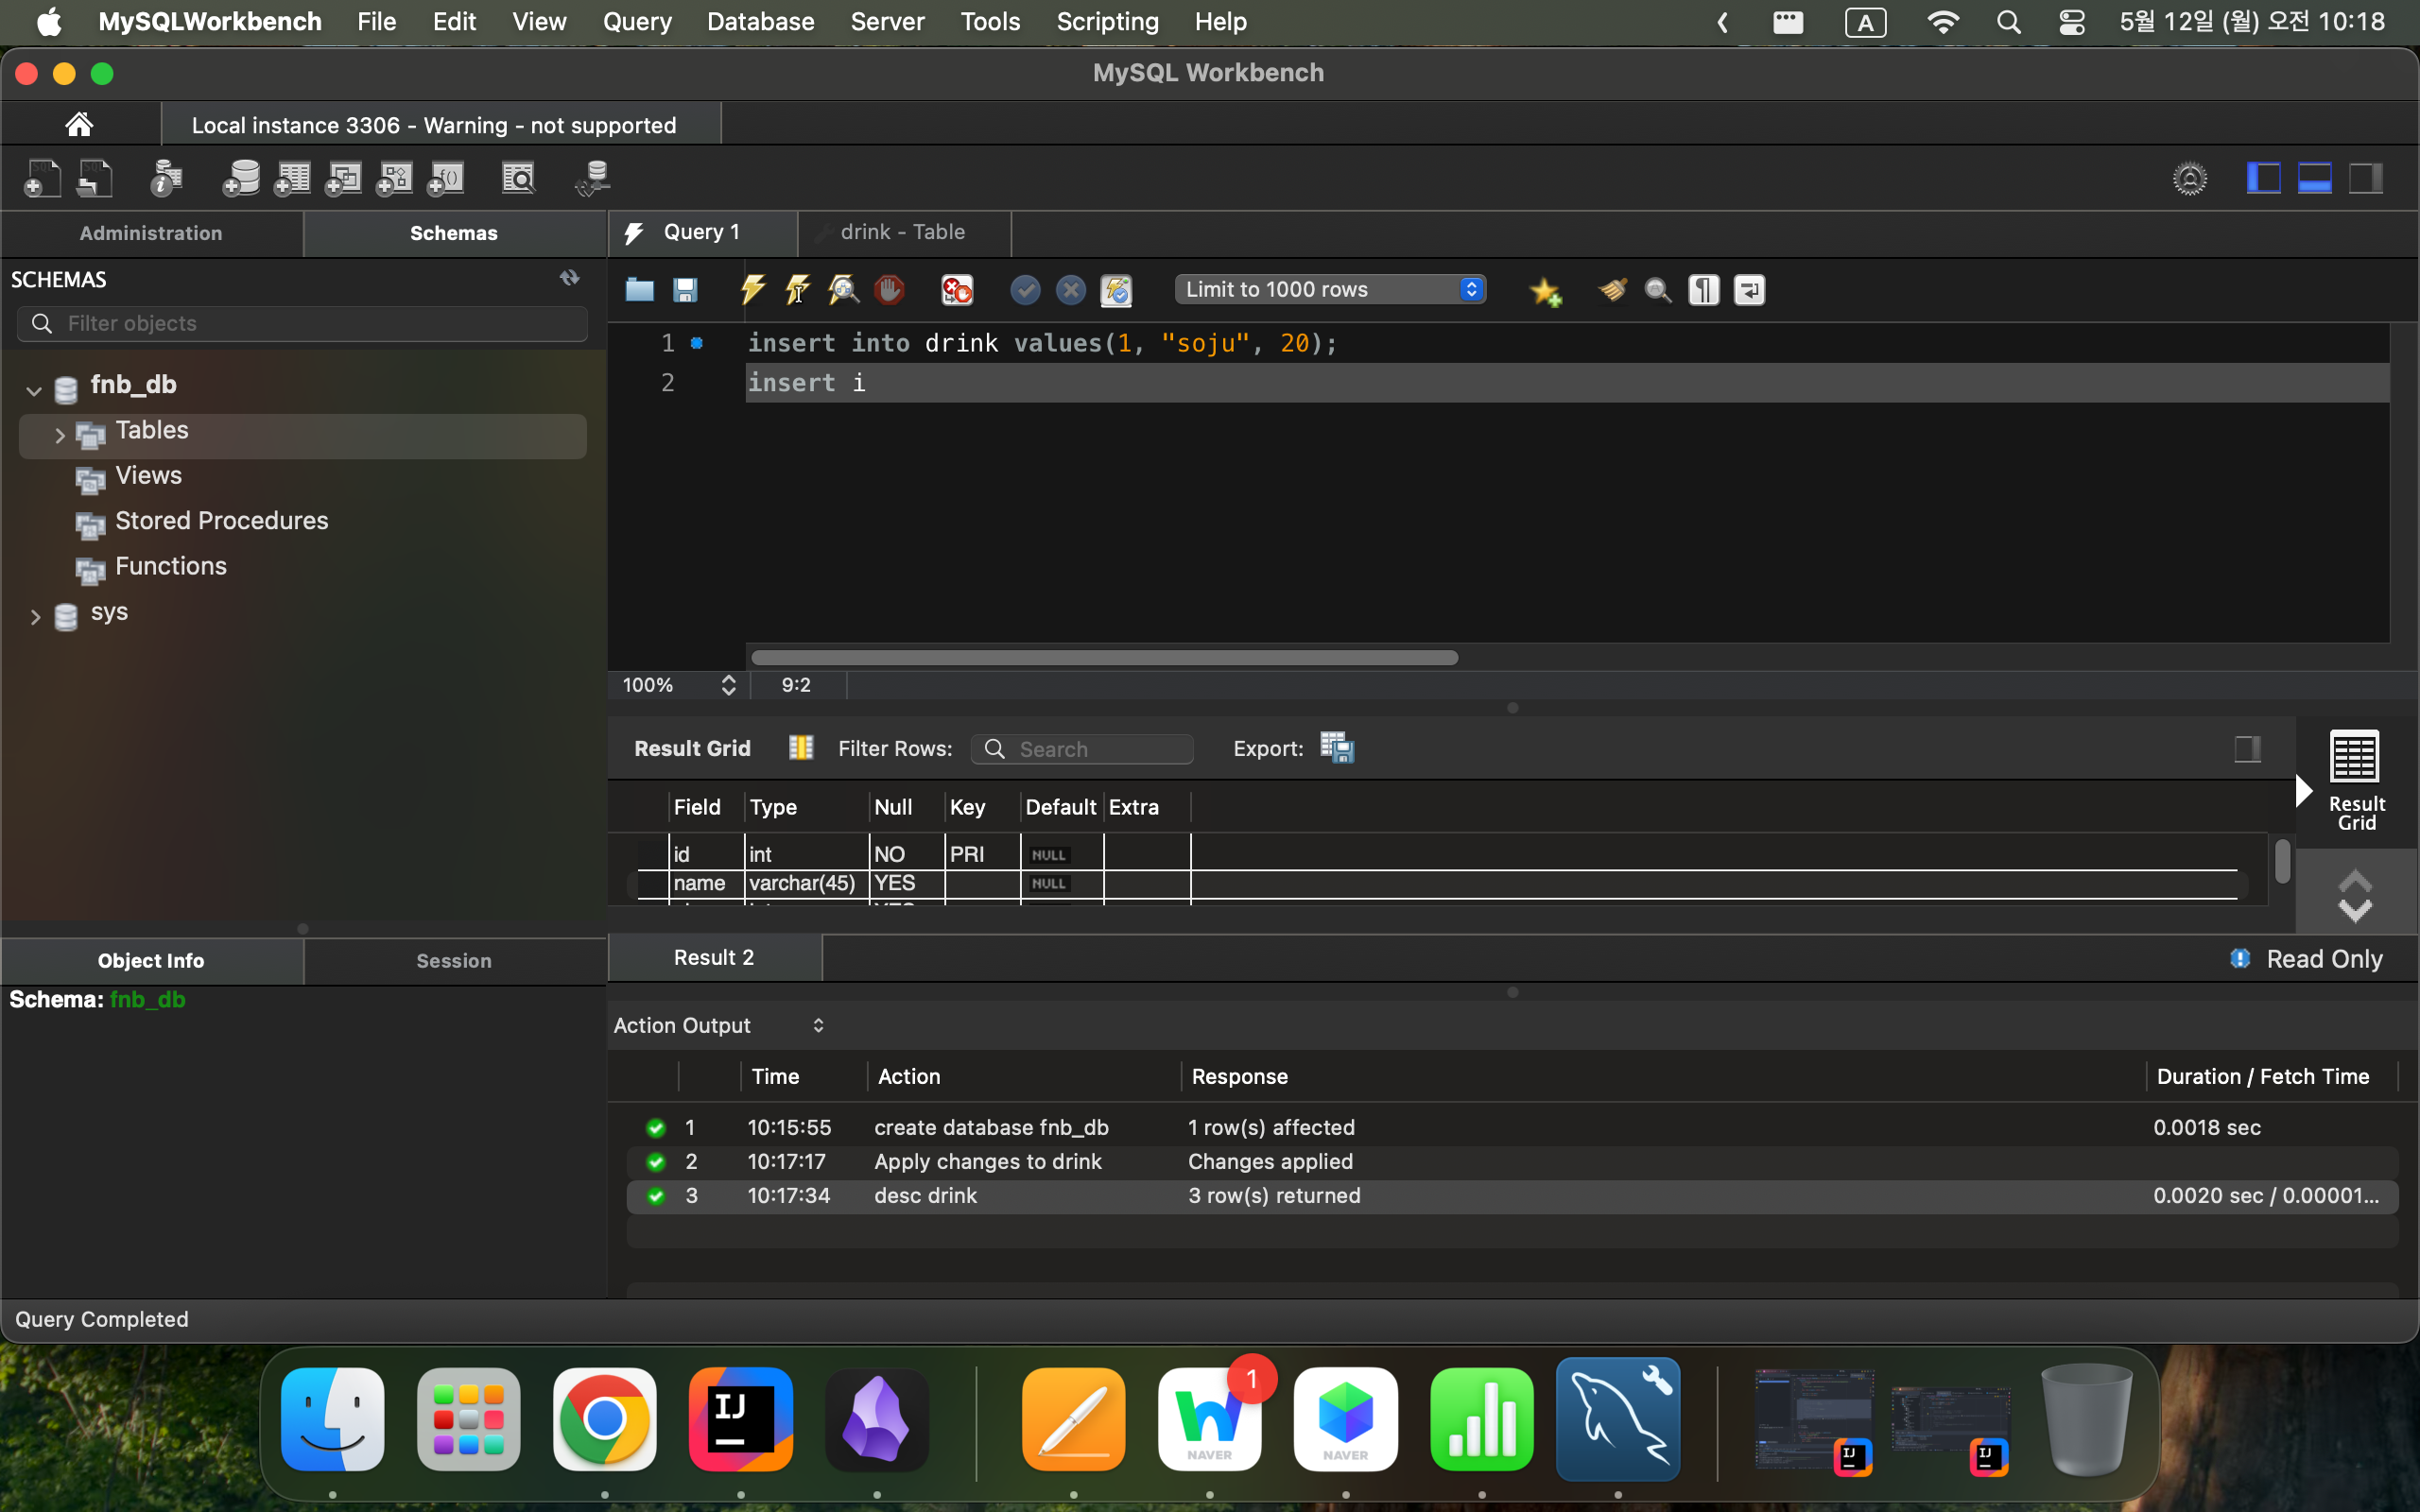 MySQLWorkbench File Edit View Query Database Server Tools Scripting Help A 5월 12일 (월) 오전 10:18
MySQL Workbench
Local instance 3306 - Warning - not supported
Administration Schemas Query 1 drink - Table
SCHEMAS
Filter objects
Limit to 1000 rows
1 insert into drink values(1, "soju", 20);
2 insert i
fnb_db
Tables
Views
Stored Procedures
Functions
sys
100% 9:2
Result Grid Filter Rows: Search Export:
Result
Grid
Field Type Null Key Default Extra
id int NO PRI NULL
name varchar(45) YES NULL
Object Info Session
Result 2 Read Only
Schema: fnb_db
Action Output
Time Action Response Duration / Fetch Time
1 10:15:55 create database fnb_db 1 row(s) affected 0.0018 sec
2 10:17:17 Apply changes to drink Changes applied
3 10:17:34 desc drink 3 row(s) returned 0.0020 sec / 0.00001...
Query Completed
IJ
1
NAVER
NAVER
IJ
IJ